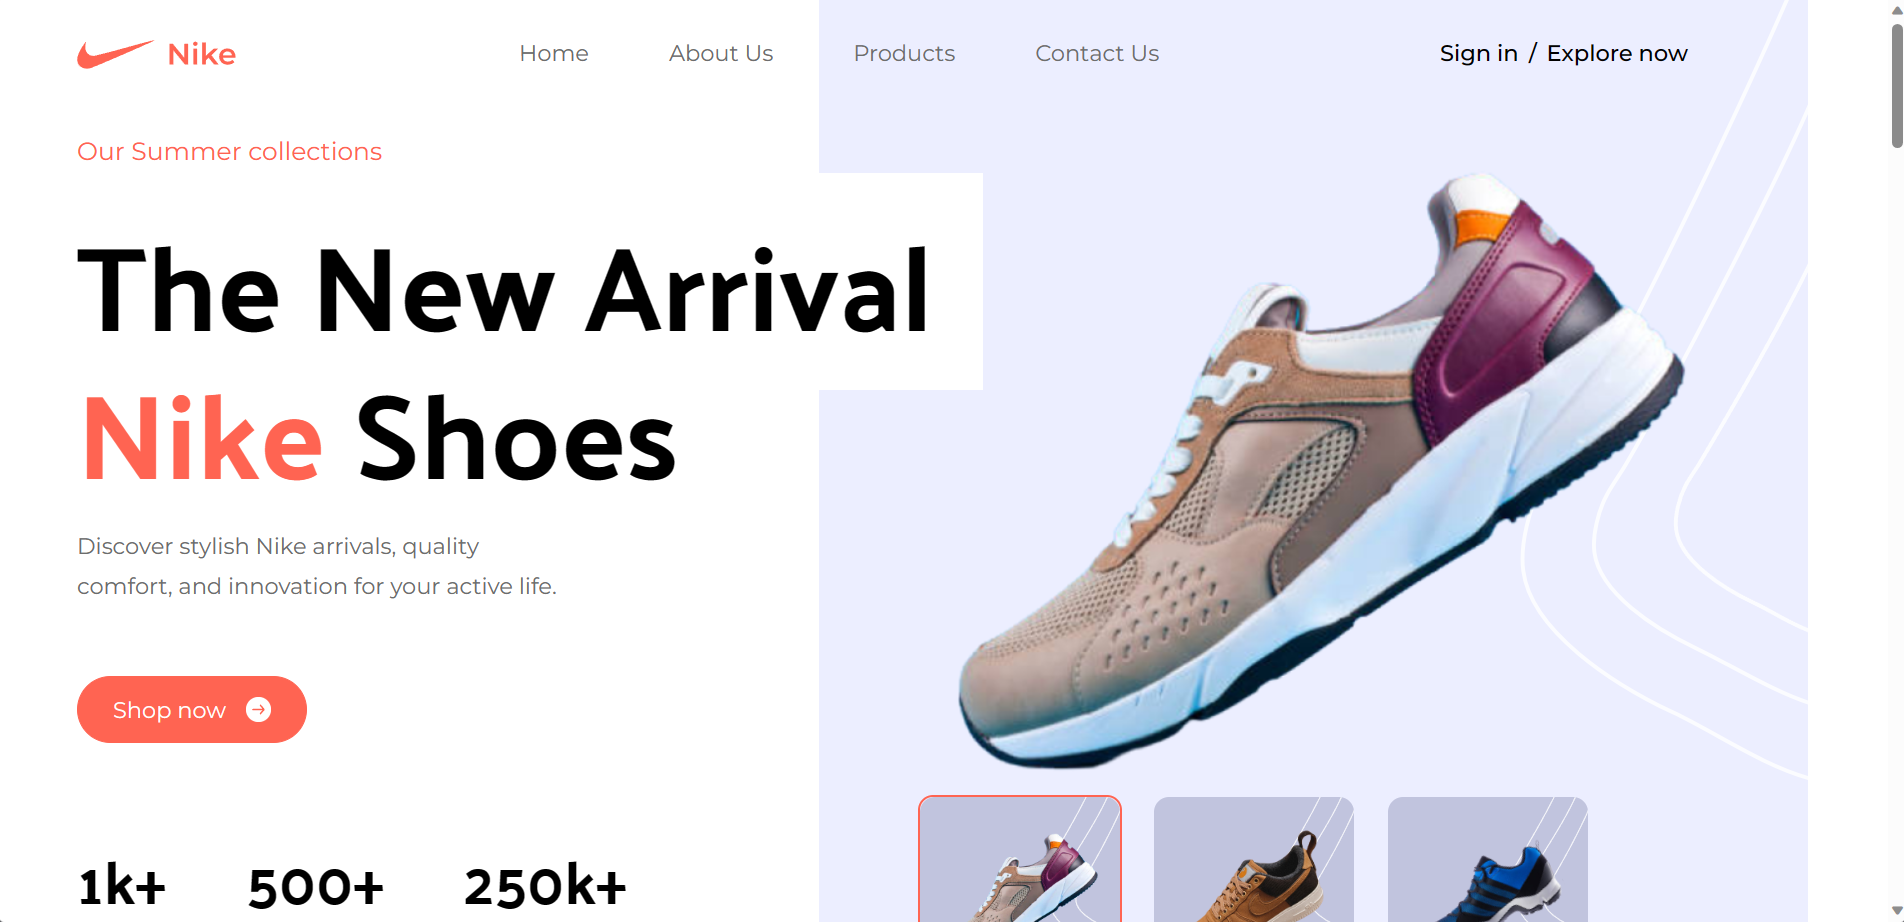 Nike
Home
About Us
Products
Contact Us
Sign in / Explore now
Our Summer collections
The New Arrival
Nike Shoes
Discover stylish Nike arrivals, quality
comfort, and innovation for your active life.
Shop now
1k+
500+
250k+